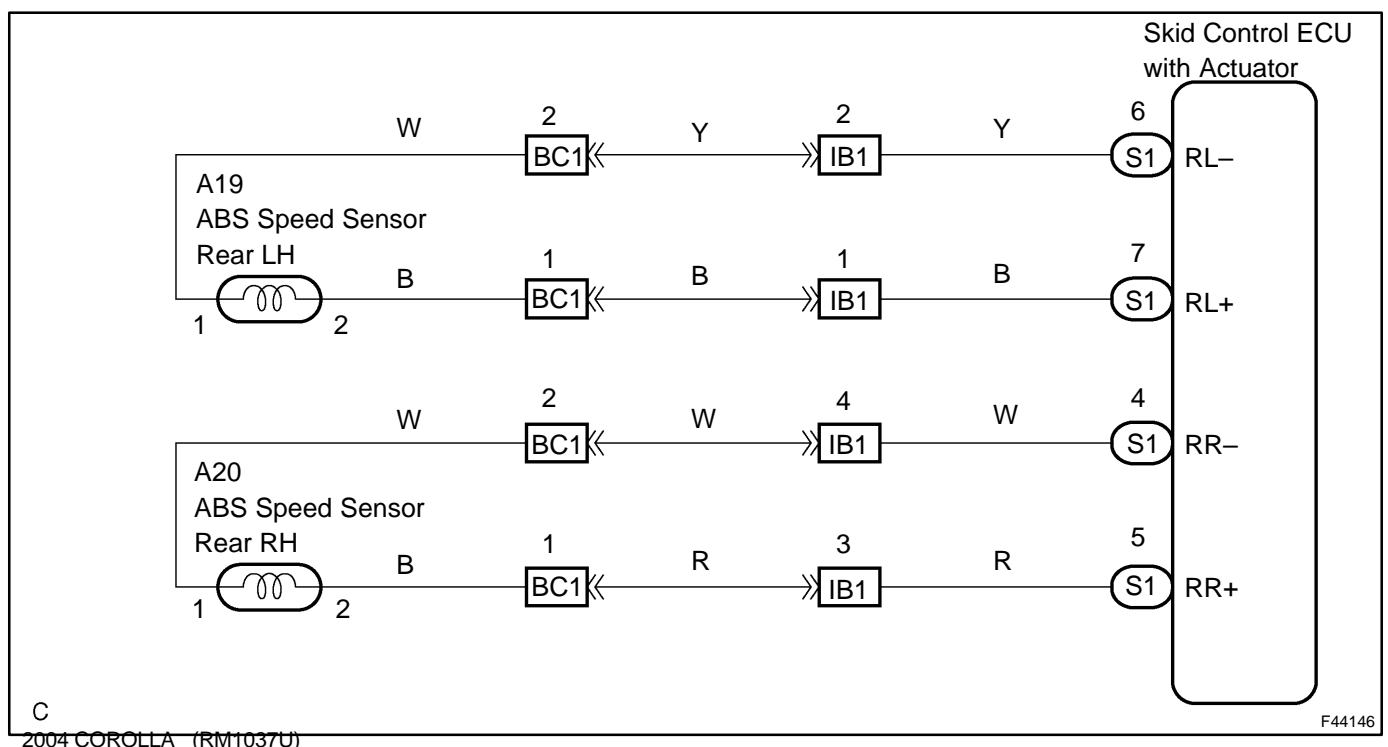 Skid Control ECU
with Actuator
W
2
BC1
Y
2
IB1
Y
6
S1
RL–
A19
ABS Speed Sensor
Rear LH
1
2
B
1
BC1
B
1
IB1
B
7
S1
RL+
W
2
BC1
W
4
IB1
W
4
S1
RR–
A20
ABS Speed Sensor
Rear RH
1
2
B
1
BC1
R
3
IB1
R
5
S1
RR+
C
F44146
2004 COROLLA (RM1037U)